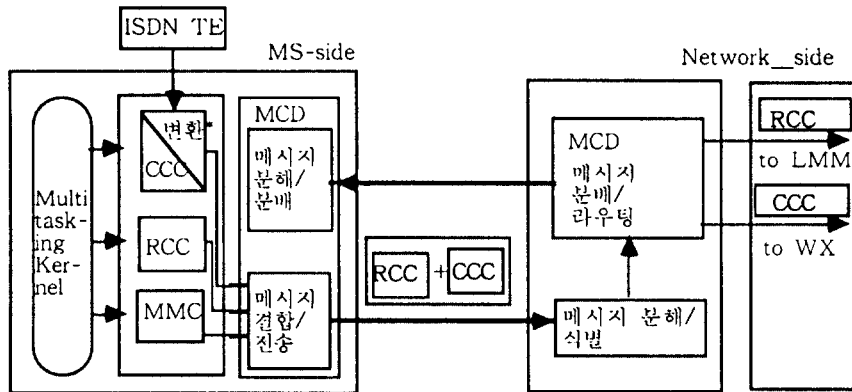 ISDN TE
MS-side
Network__side
MCD
변환*
CCC
메시지
분해/
분배
Multi
task-
ing
Ker-
nel
RCC
MMC
메시지
결합/
전송
RCC + CCC
MCD
메시지
분배/
라우팅
메시지 분해/
식별
RCC
to LMM
CCC
to WX